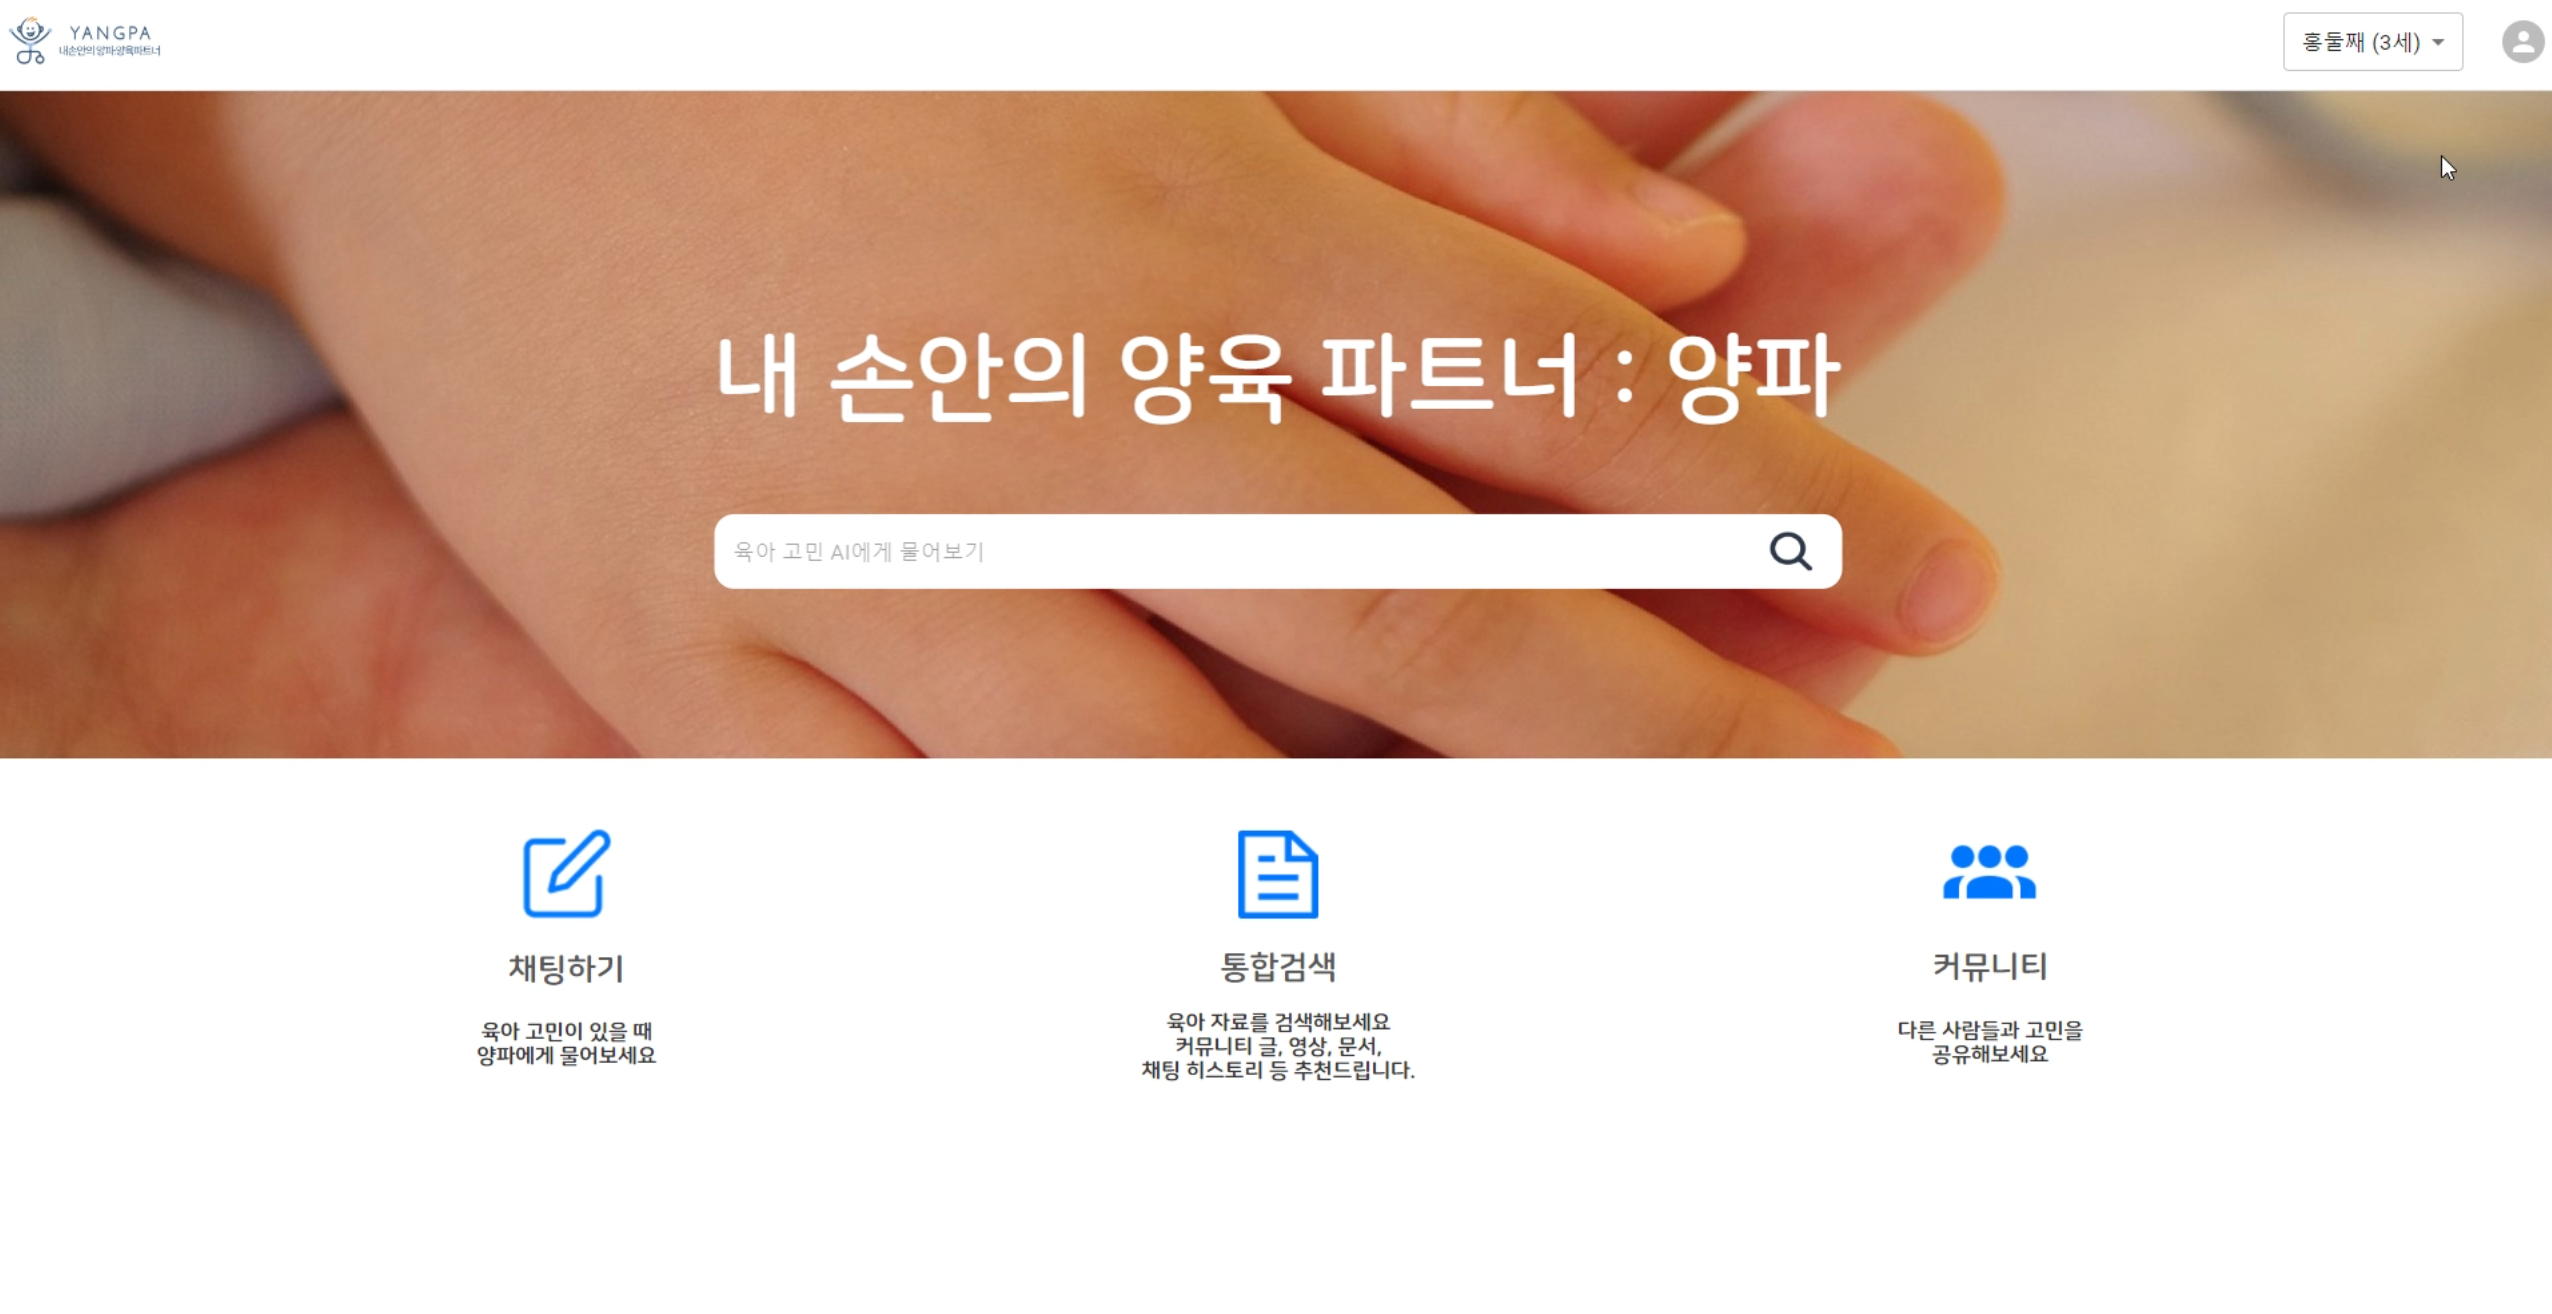 YANGPA
내손안의양파:양육파트너
홍둘째 (3세)
내 손안의 양육 파트너 : 양파
육아 고민 AI에게 물어보기
채팅하기
육아 고민이 있을 때
양파에게 물어보세요
통합검색
육아 자료를 검색해보세요
커뮤니티 글, 영상, 문서,
채팅 히스토리 등 추천드립니다.
커뮤니티
다른 사람들과 고민을
공유해보세요